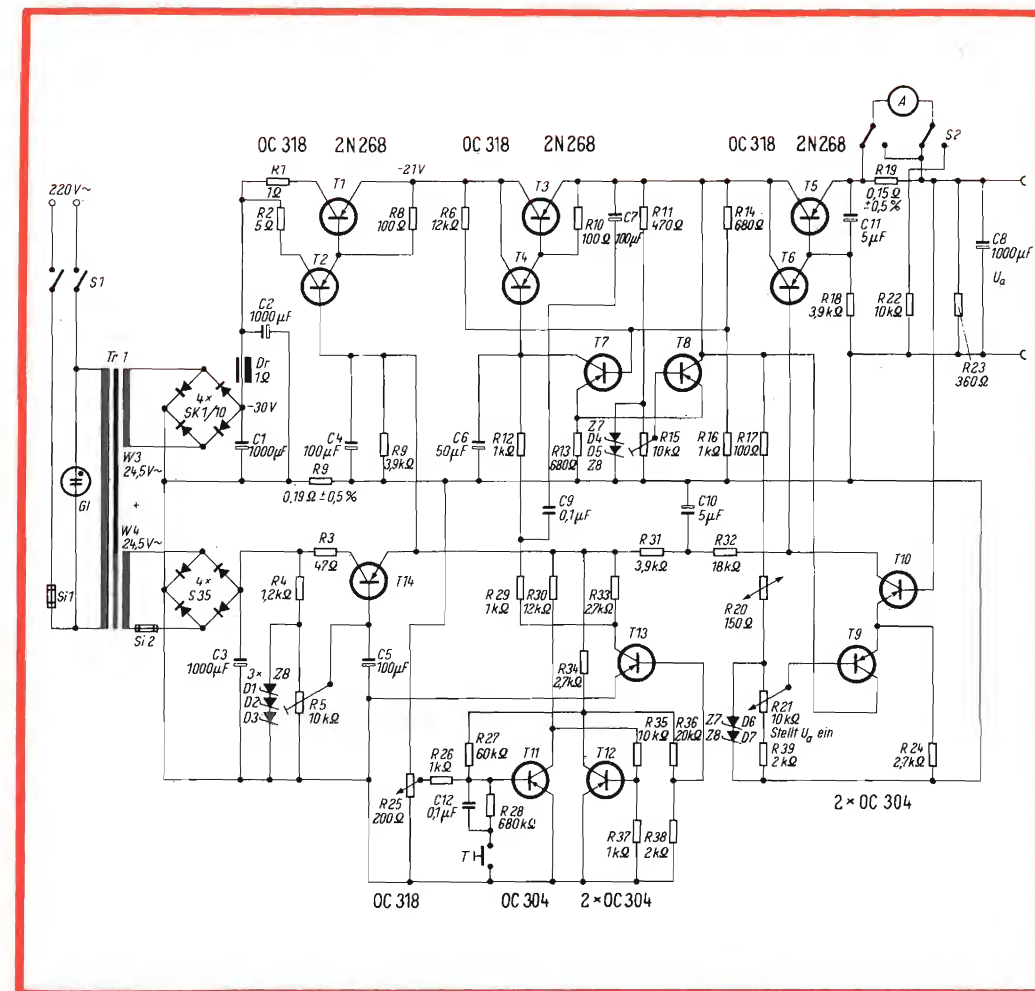 A
S2
OC 318
2N268
OC 318
2N268
OC 318
2N268
220V~
S1
R1
1Ω
T1
-21V
T3
T5
R19
0,15Ω
±0,5%
R2
5Ω
R8
100Ω
R6
12kΩ
R10
100Ω
C7
100µF
R11
470Ω
R14
680Ω
C11
5µF
C8
1000µF
Ua
T2
T4
T6
R18
3,9kΩ
R22
10kΩ
R23
360Ω
C2
1000µF
Dr
1Ω
T7
T8
Tr 1
4×
SK1/10
-30V
C1
1000µF
C4
100µF
R9
3,9kΩ
C6
50µF
R12
1kΩ
R13
680Ω
Z7
D4
D5
Z8
R15
10kΩ
R16
1kΩ
R17
100Ω
W3
24,5V~
R9
0,19Ω ±0,5%
Gl
+
C9
0,1µF
C10
5µF
W4
24,5V~
4×
S35
R3
47Ω
T14
R31
3,9kΩ
R32
18kΩ
T10
Si1
Si2
R4
1,2kΩ
R29
1kΩ
R30
12kΩ
R33
27kΩ
R20
150Ω
C3
1000µF
3×
Z8
D1
D2
D3
C5
100µF
R5
10kΩ
T13
R34
2,7kΩ
T9
R21
10kΩ
Stellt Ua ein
Z7
D6
Z8
D7
R39
2kΩ
R24
2,7kΩ
R27
60kΩ
R26
1kΩ
T11
T12
R35
10kΩ
R36
20kΩ
R25
200Ω
C12
0,1µF
R28
680kΩ
T
R37
1kΩ
R38
2kΩ
2×OC 304
OC 318
OC 304
2×OC 304